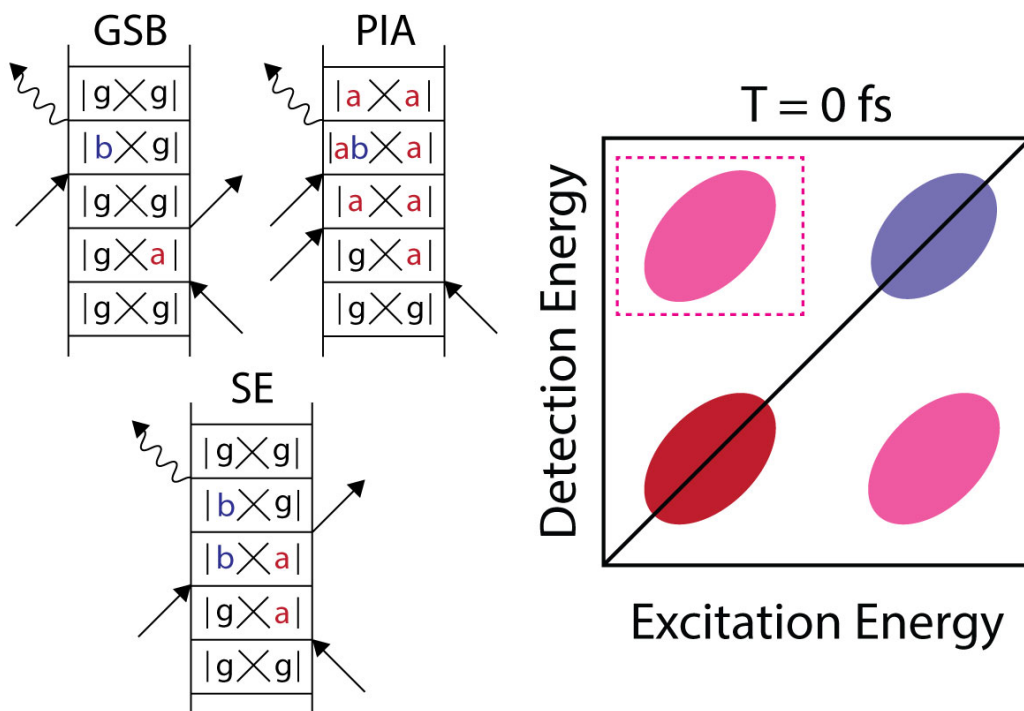 GSB
|g╳g|
|b╳g|
|g╳g|
|g╳a|
|g╳g|
PIA
|a╳a|
|ab╳a|
|a╳a|
|g╳a|
|g╳g|
SE
|g╳g|
|b╳g|
|b╳a|
|g╳a|
|g╳g|
T = 0 fs
Detection Energy
Excitation Energy